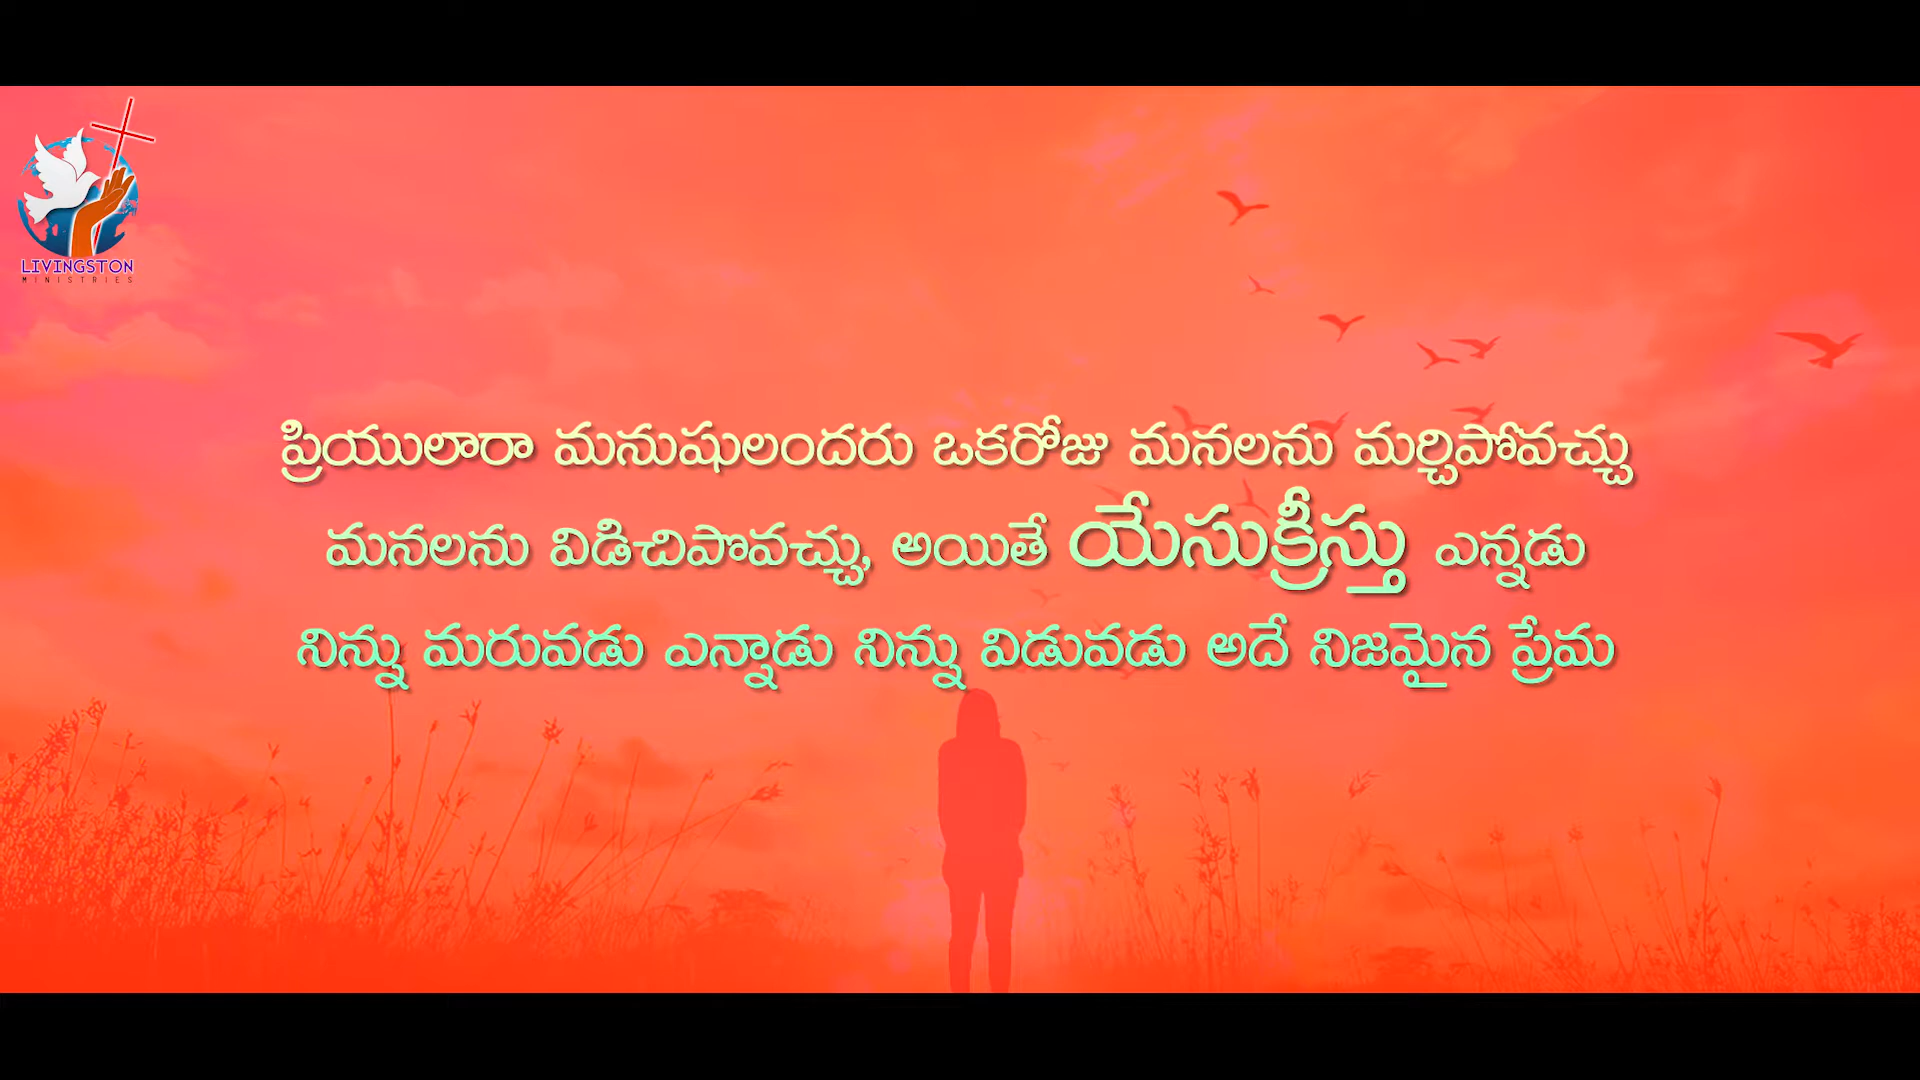 LIVINGSTON
MINISTRIES
ప్రియులారా మనుషులందరు ఒకరోజు మనలను మర్చిపోవచ్చు
మనలను విడిచిపొవచ్చు, అయితే యేసుక్రీస్తు ఎన్నడు
నిన్ను మరువడు ఎన్నాడు నిన్ను విడువడు అదే నిజమైన ప్రేమ